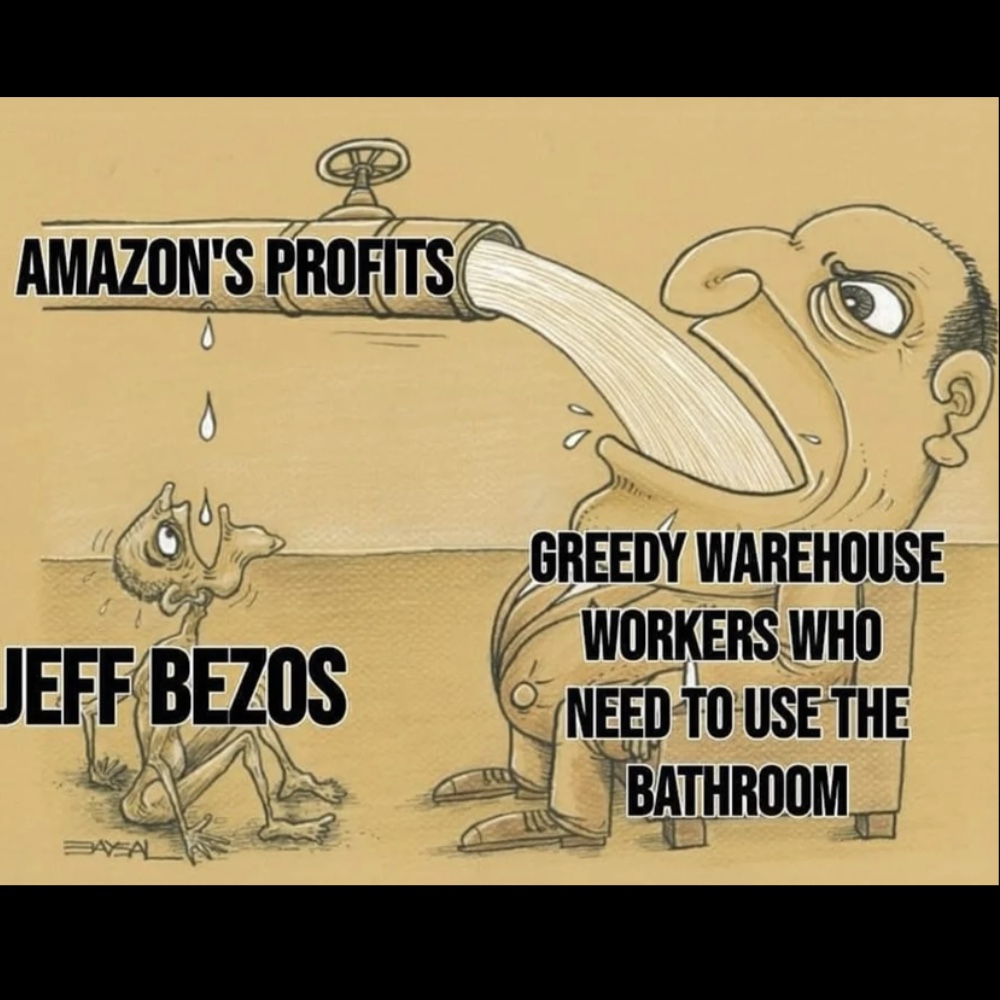 AMAZON'S PROFITS
JEFF BEZOS
GREEDY WAREHOUSE
WORKERS WHO
NEED TO USE THE
BATHROOM
BAYSAL